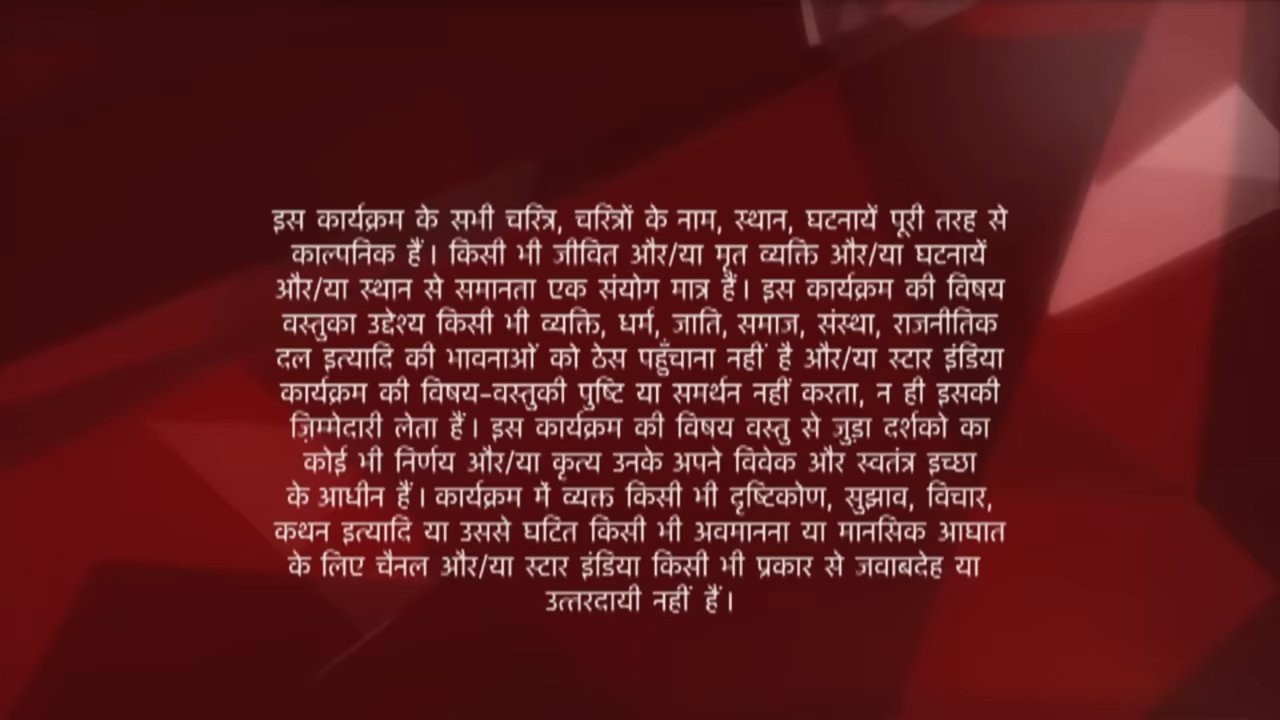 इस कार्यक्रम के सभी चरित्र, चरित्रों के नाम, स्थान, घटनायें पूरी तरह से
काल्पनिक हैं। किसी भी जीवित और/या मृत व्यक्ति और/या घटनायें
और/या स्थान से समानता एक संयोग मात्र हैं। इस कार्यक्रम की विषय
वस्तुका उद्देश्य किसी भी व्यक्ति, धर्म, जाति, समाज, संस्था, राजनीतिक
दल इत्यादि की भावनाओं को ठेस पहुँचाना नहीं है और/या स्टार इंडिया
कार्यक्रम की विषय-वस्तुकी पुष्टि या समर्थन नहीं करता, न ही इसकी
ज़िम्मेदारी लेता हैं। इस कार्यक्रम की विषय वस्तु से जुड़ा दर्शको का
कोई भी निर्णय और/या कृत्य उनके अपने विवेक और स्वतंत्र इच्छा
के आधीन हैं। कार्यक्रम में व्यक्त किसी भी दृष्टिकोण, सुझाव, विचार,
कथन इत्यादि या उससे घटित किसी भी अवमानना या मानसिक आघात
के लिए चैनल और/या स्टार इंडिया किसी भी प्रकार से जवाबदेह या
उत्तरदायी नहीं हैं।